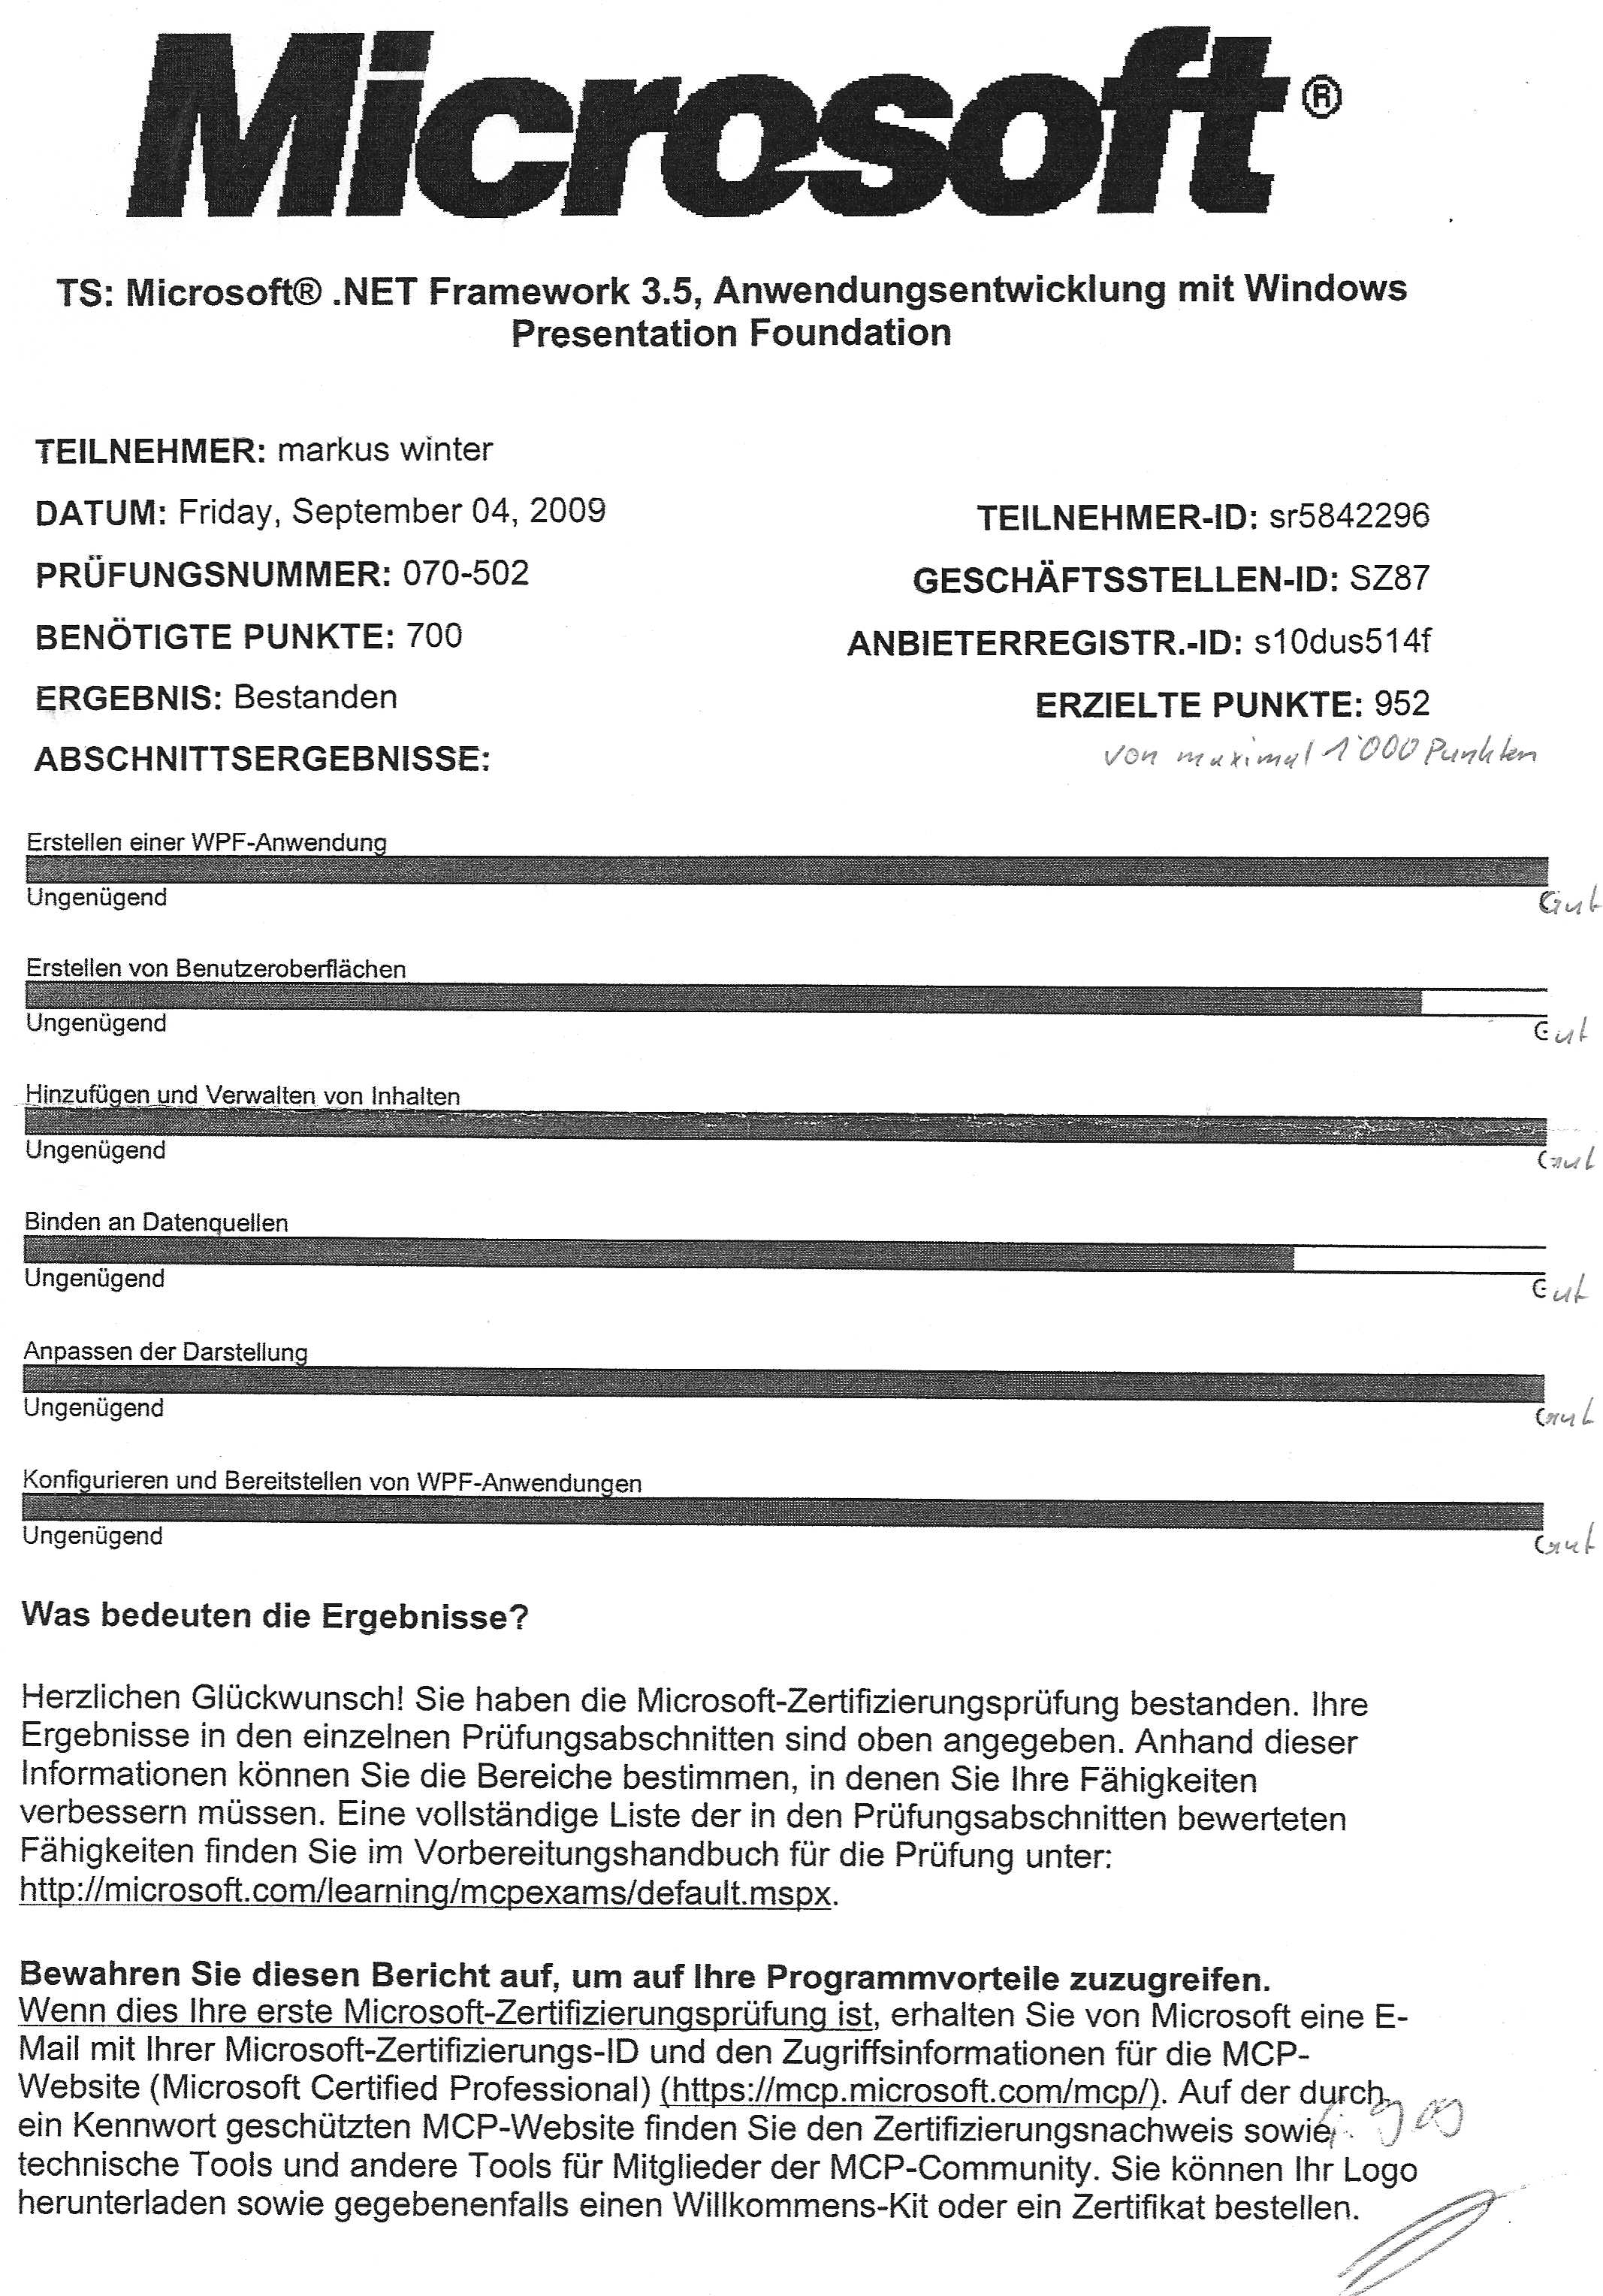 Microsoft®
TS: Microsoft® .NET Framework 3.5, Anwendungsentwicklung mit Windows
Presentation Foundation
TEILNEHMER: markus winter
DATUM: Friday, September 04, 2009
TEILNEHMER-ID: sr5842296
PRÜFUNGSNUMMER: 070-502
GESCHÄFTSSTELLEN-ID: SZ87
BENÖTIGTE PUNKTE: 700
ANBIETERREGISTR.-ID: s10dus514f
ERGEBNIS: Bestanden
ERZIELTE PUNKTE: 952
von maximal 1'000 Punkten
ABSCHNITTSERGEBNISSE:
Erstellen einer WPF-Anwendung
Ungenügend
Gut
Erstellen von Benutzeroberflächen
Ungenügend
Gut
Hinzufügen und Verwalten von Inhalten
Ungenügend
Gut
Binden an Datenquellen
Ungenügend
Gut
Anpassen der Darstellung
Ungenügend
Gut
Konfigurieren und Bereitstellen von WPF-Anwendungen
Ungenügend
Gut
Was bedeuten die Ergebnisse?
Herzlichen Glückwunsch! Sie haben die Microsoft-Zertifizierungsprüfung bestanden. Ihre
Ergebnisse in den einzelnen Prüfungsabschnitten sind oben angegeben. Anhand dieser
Informationen können Sie die Bereiche bestimmen, in denen Sie Ihre Fähigkeiten
verbessern müssen. Eine vollständige Liste der in den Prüfungsabschnitten bewerteten
Fähigkeiten finden Sie im Vorbereitungshandbuch für die Prüfung unter:
http://microsoft.com/learning/mcpexams/default.mspx.
Bewahren Sie diesen Bericht auf, um auf Ihre Programmvorteile zuzugreifen.
Wenn dies Ihre erste Microsoft-Zertifizierungsprüfung ist, erhalten Sie von Microsoft eine E-
Mail mit Ihrer Microsoft-Zertifizierungs-ID und den Zugriffsinformationen für die MCP-
Website (Microsoft Certified Professional) (https://mcp.microsoft.com/mcp/). Auf der durch
ein Kennwort geschützten MCP-Website finden Sie den Zertifizierungsnachweis sowie
technische Tools und andere Tools für Mitglieder der MCP-Community. Sie können Ihr Logo
herunterladen sowie gegebenenfalls einen Willkommens-Kit oder ein Zertifikat bestellen.